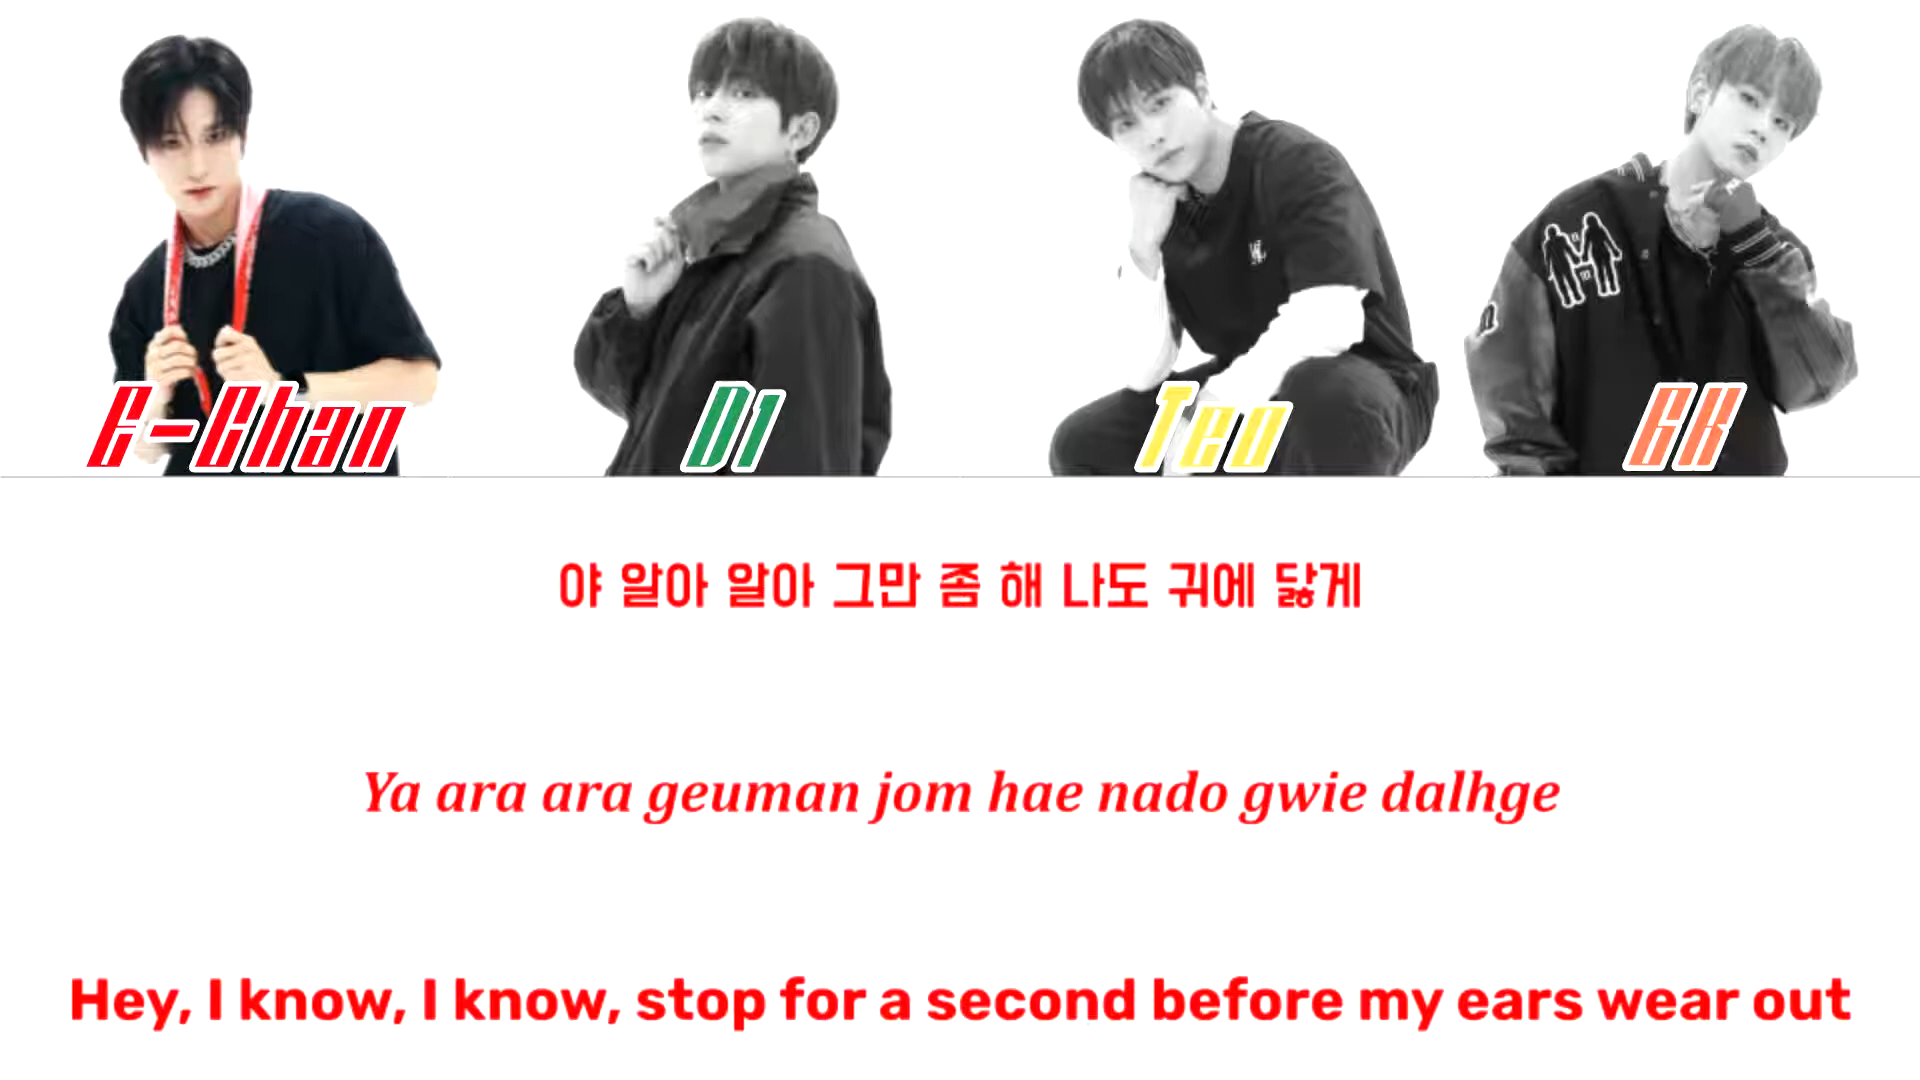 E-Chan D1 Teo GK
야 알아 알아 그만 좀 해 나도 귀에 닳게
Ya ara ara geuman jom hae nado gwie dalhge
Hey, I know, I know, stop for a second before my ears wear out